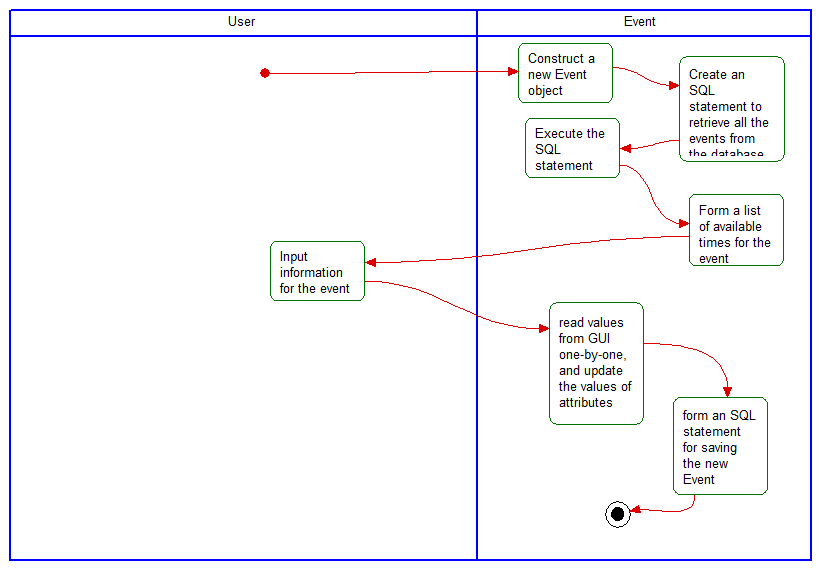 User
Event
Construct a
new Event
object
Create an
SQL
statement to
retrieve all the
events from
the database
Execute the
SQL
statement
Form a list
of available
times for the
event
Input
information
for the event
read values
from GUI
one-by-one,
and update
the values of
attributes
form an SQL
statement
for saving
the new
Event